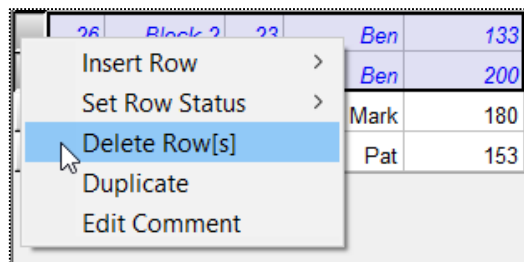 26 Block 2 23 Ben 133
Insert Row > Ben 200
Set Row Status > Mark 180
Delete Row[s] Pat 153
Duplicate
Edit Comment